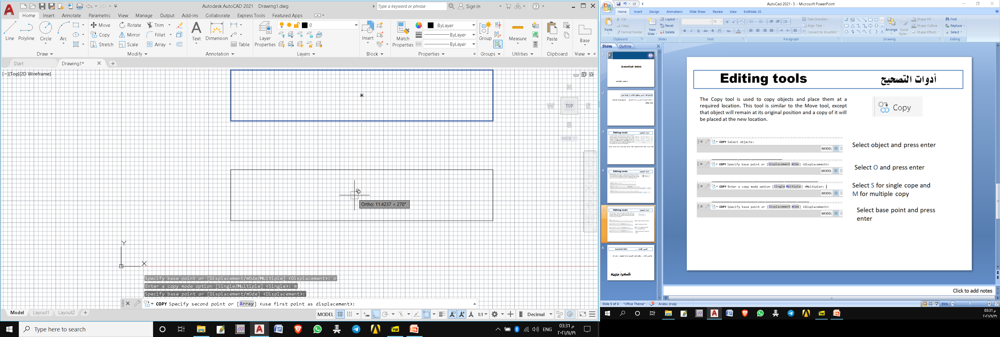 Autodesk AutoCAD 2021 Drawing1.dwg
Type a keyword or phrase
Sign In
Home Insert Annotate Parametric View Manage Output Add-ins Collaborate Express Tools Featured Apps
Line Polyline Circle Arc
Move Rotate Trim
Copy Mirror Fillet
Stretch Scale Array
Text Dimension Table
Layer Properties
0
Insert
Match Properties
ByLayer
ByLayer
ByLayer
Group Measure Paste Base
Draw Modify Annotation Layers Block Properties Groups Utilities Clipboard View
Start Drawing1*
[−][Top][2D Wireframe]
N
W TOP E
S
WCS
Ortho: 11.4237 < 270°
Y
X
Specify base point or [Displacement/mOde/Multiple] <Displacement>: o
Enter a copy mode option [Single/Multiple] <Single>: m
Specify base point or [Displacement/mOde] <Displacement>:
COPY Specify second point or [Array] <use first point as displacement>:
Model Layout1 Layout2
MODEL 1:1 Decimal
Type here to search
ENG
03:31 م
٢٠٢١/١١/١٩
AutoCad 2021- 5 - Microsoft PowerPoint
Home Insert Design Animations Slide Show Review View EndNote 20
Paste
Cut
Copy
Format Painter
New Slide
Layout
Reset
Delete
18
Text Direction
Align Text
Convert to SmartArt
Arrange
Quick Styles
Shape Fill
Shape Outline
Shape Effects
Find
Replace
Select
Clipboard Slides Font Paragraph Drawing Editing
Slides Outline
1
AutoCad 2021
2
3
Editing tools أدوات التصحيح
4
Editing tools أدوات التصحيح
5
Editing tools أدوات التصحيح
6
AutoCAD 2021
شكراً جزيلا
Editing tools أدوات التصحيح
The Copy tool is used to copy objects and place them at a
required location. This tool is similar to the Move tool, except
that object will remain at its original position and a copy of it will
be placed at the new location.
Copy
COPY Select objects:
MODEL
Select object and press enter
COPY Specify base point or [Displacement mOde] <Displacement>:
MODEL
Select O and press enter
COPY Enter a copy mode option [Single Multiple] <Multiple>:
MODEL
Select S for single cope and
M for multiple copy
COPY Specify base point or [Displacement mOde] <Displacement>:
MODEL
Select base point and press
enter
Click to add notes
Slide 5 of 6 "Office Theme" Arabic (Iraq) 95%
03:31 م
٢٠٢١/١١/١٩